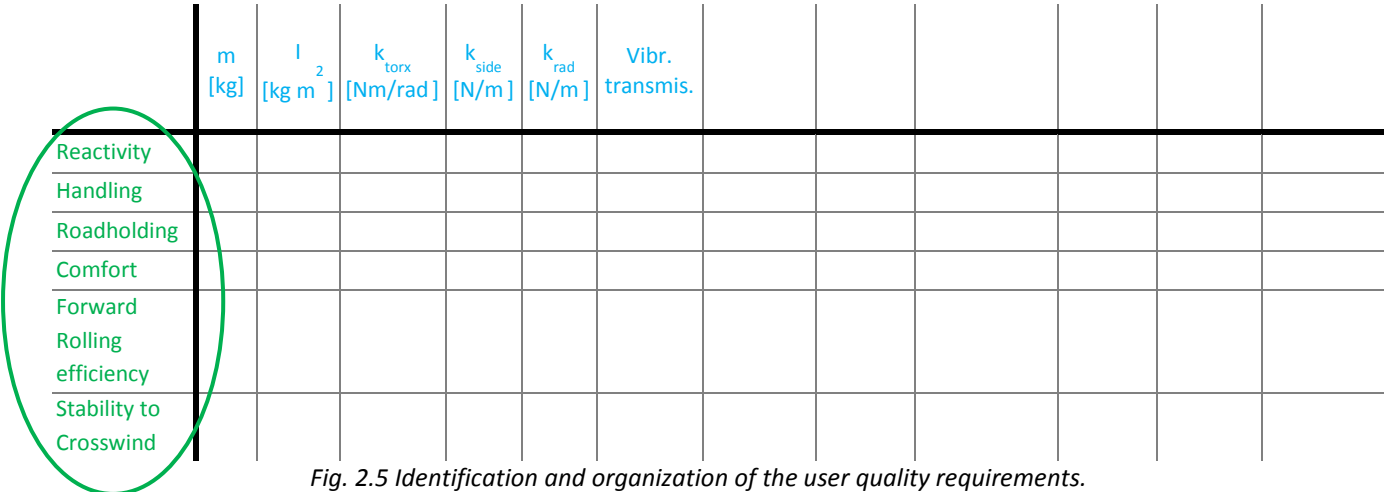 m
[kg]
I
[kg m 2 ]
k torx
[Nm/rad ]
k side
[N/m ]
k rad
[N/m ]
Vibr.
transmis.
Reactivity
Handling
Roadholding
Comfort
Forward
Rolling
efficiency
Stability to
Crosswind
Fig. 2.5 Identification and organization of the user quality requirements.